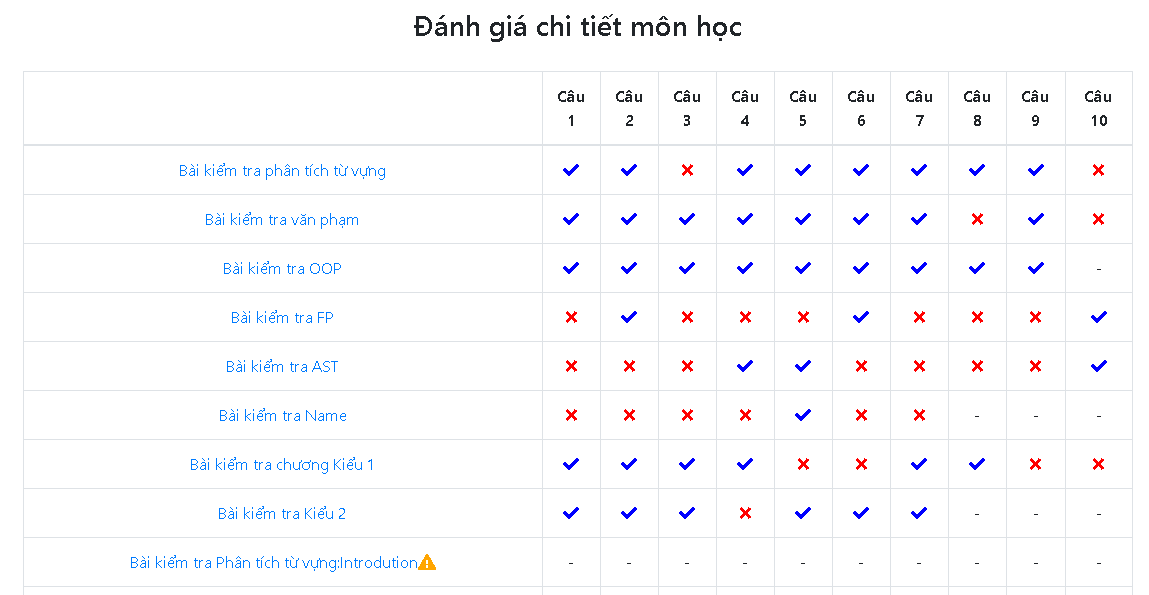 Đánh giá chi tiết môn học
Câu 1 Câu 2 Câu 3 Câu 4 Câu 5 Câu 6 Câu 7 Câu 8 Câu 9 Câu 10
Bài kiểm tra phân tích từ vựng ✔ ✔ ✖ ✔ ✔ ✔ ✔ ✔ ✔ ✖
Bài kiểm tra văn phạm ✔ ✔ ✔ ✔ ✔ ✔ ✔ ✖ ✔ ✖
Bài kiểm tra OOP ✔ ✔ ✔ ✔ ✔ ✔ ✔ ✔ ✔ -
Bài kiểm tra FP ✖ ✔ ✖ ✖ ✖ ✔ ✖ ✖ ✖ ✔
Bài kiểm tra AST ✖ ✖ ✖ ✔ ✔ ✖ ✖ ✖ ✖ ✔
Bài kiểm tra Name ✖ ✖ ✖ ✖ ✔ ✖ ✖ - - -
Bài kiểm tra chương Kiểu 1 ✔ ✔ ✔ ✔ ✖ ✖ ✔ ✔ ✖ ✖
Bài kiểm tra Kiểu 2 ✔ ✔ ✔ ✖ ✔ ✔ ✔ - - -
Bài kiểm tra Phân tích từ vựng:Introdution⚠ - - - - - - - - - -